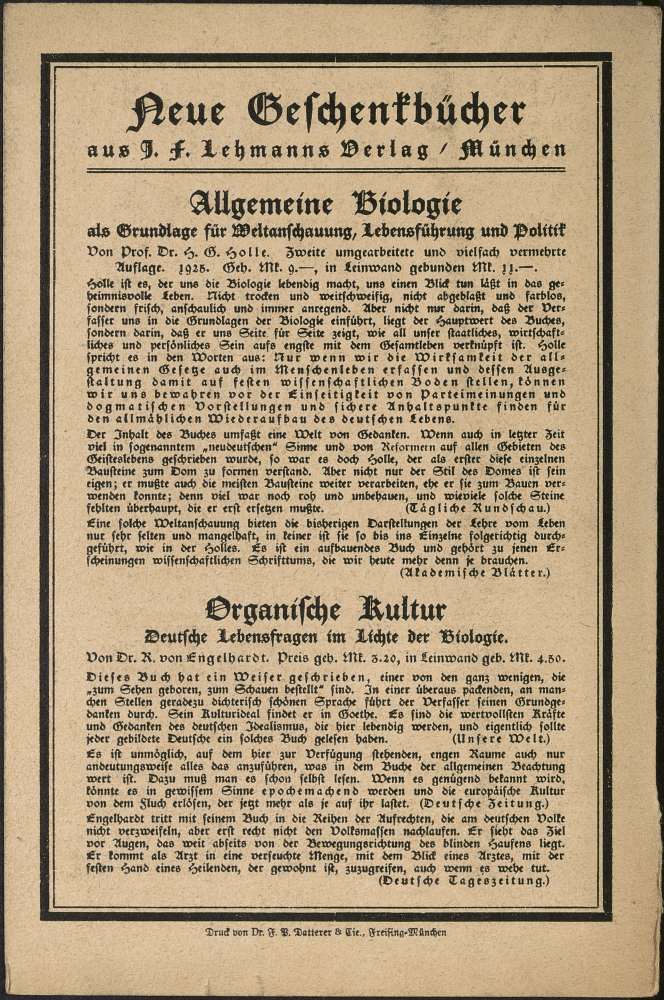 Neue Geschenkbücher
aus J. F. Lehmanns Verlag / München
Allgemeine Biologie
als Grundlage für Weltanschauung, Lebensführung und Politik
Von Prof. Dr. H. G. Holle. Zweite umgearbeitete und vielfach vermehrte
Auflage. 1925. Geh. Mk. 9.—, in Leinwand gebunden Mk. 11.—.
Holle ist es, der uns die Biologie lebendig macht, uns einen Blick tun läßt in das ge-
heimnisvolle Leben. Nicht trocken und weitschweifig, nicht abgeblaßt und farblos,
sondern frisch, anschaulich und immer anregend. Aber nicht nur darin, daß der Ver-
fasser uns in die Grundlagen der Biologie einführt, liegt der Hauptwert des Buches,
sondern darin, daß er uns Seite für Seite zeigt, wie all unser staatliches, wirtschaft-
liches und persönliches Sein aufs engste mit dem Gesamtleben verknüpft ist. Holle
spricht es in den Worten aus: Nur wenn wir die Wirksamkeit der all-
gemeinen Gesetze auch im Menschenleben erfassen und dessen Ausge-
staltung damit auf festen wissenschaftlichen Boden stellen, können
wir uns bewahren vor der Einseitigkeit von Parteimeinungen und
dogmatischen Vorstellungen und sichere Anhaltspunkte finden für
den allmählichen Wiederaufbau des deutschen Lebens.
Der Inhalt des Buches umfaßt eine Welt von Gedanken. Wenn auch in letzter Zeit
viel in sogenanntem „neudeutschen“ Sinne und von Reformern auf allen Gebieten des
Geisteslebens geschrieben wurde, so war es doch Holle, der als erster diese einzelnen
Bausteine zum Dom zu formen verstand. Aber nicht nur der Stil des Domes ist sein
eigen; er mußte auch die meisten Bausteine weiter verarbeiten, ehe er sie zum Bauen ver-
wenden konnte; denn viel war noch roh und unbehauen, und wieviele solche Steine
fehlten überhaupt, die er erst ersetzen mußte. (Tägliche Rundschau.)
Eine solche Weltanschauung bieten die bisherigen Darstellungen der Lehre vom Leben
nur sehr selten und mangelhaft, in keiner ist sie so bis ins Einzelne folgerichtig durch-
geführt, wie in der Holles. Es ist ein aufbauendes Buch und gehört zu jenen Er-
scheinungen wissenschaftlichen Schrifttums, die wir heute mehr denn je brauchen.
(Akademische Blätter.)
Organische Kultur
Deutsche Lebensfragen im Lichte der Biologie.
Von Dr. R. von Engelhardt. Preis geh. Mk. 3.20, in Leinwand geb. Mk. 4.50.
Dieses Buch hat ein Weiser geschrieben, einer von den ganz wenigen, die
„zum Sehen geboren, zum Schauen bestellt“ sind. In einer überaus packenden, an man-
chen Stellen geradezu dichterisch schönen Sprache führt der Verfasser seinen Grundge-
danken durch. Sein Kulturideal findet er in Goethe. Es sind die wertvollsten Kräfte
und Gedanken des deutschen Idealismus, die hier lebendig werden, und eigentlich sollte
jeder gebildete Deutsche ein solches Buch gelesen haben. (Unsere Welt.)
Es ist unmöglich, auf dem hier zur Verfügung stehenden, engen Raume auch nur
andeutungsweise alles das anzuführen, was in dem Buche der allgemeinen Beachtung
wert ist. Dazu muß man es schon selbst lesen. Wenn es genügend bekannt wird,
könnte es in gewissem Sinne epochemachend werden und die europäische Kultur
von dem Fluch erlösen, der jetzt mehr als je auf ihr lastet. (Deutsche Zeitung.)
Engelhardt tritt mit seinem Buch in die Reihen der Aufrechten, die am deutschen Volke
nicht verzweifeln, aber erst recht nicht den Volksmassen nachlaufen. Er sieht das Ziel
vor Augen, das weit abseits von der Bewegungsrichtung des blinden Haufens liegt.
Er kommt als Arzt in eine verseuchte Menge, mit dem Blick eines Arztes, mit der
festen Hand eines Heilenden, der gewohnt ist, zuzugreifen, auch wenn es wehe tut.
(Deutsche Tageszeitung.)
Druck von Dr. F. P. Datterer & Cie., Freising-München